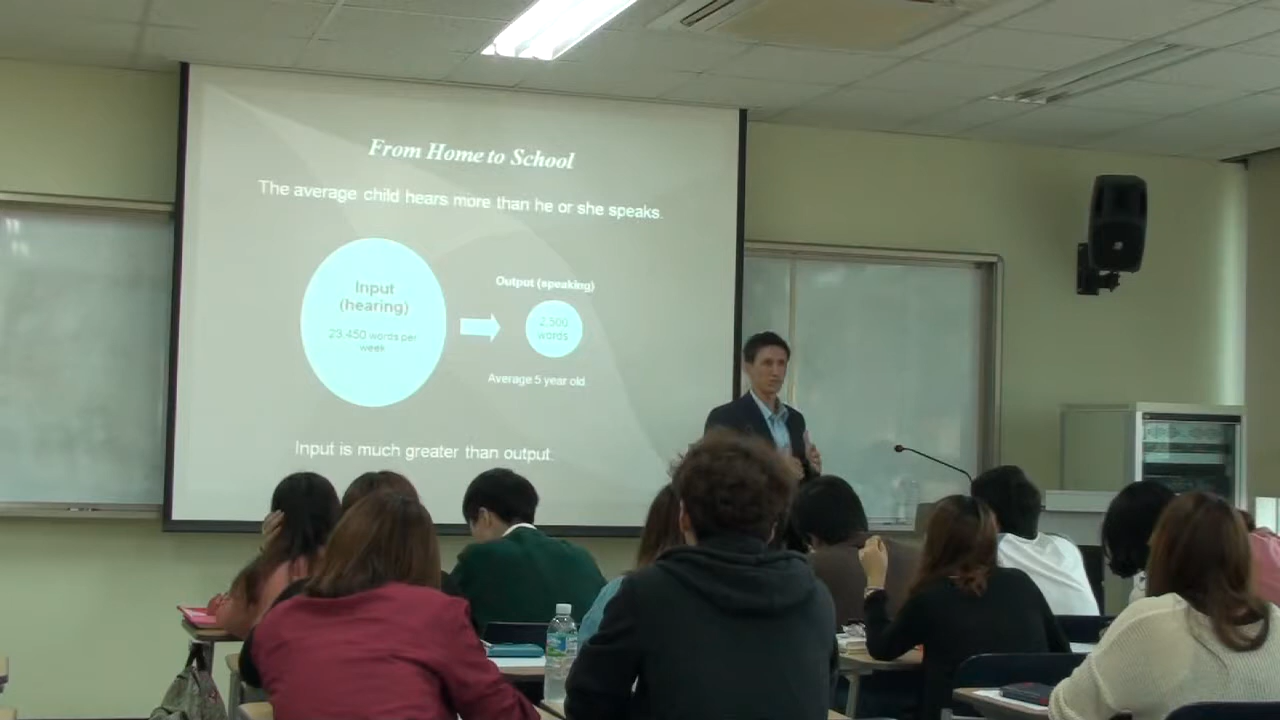 From Home to School
The average child hears more than he or she speaks.
Input
(hearing)
23,450 words per
week
Output (speaking)
2,500
words
Average 5 year old
Input is much greater than output.